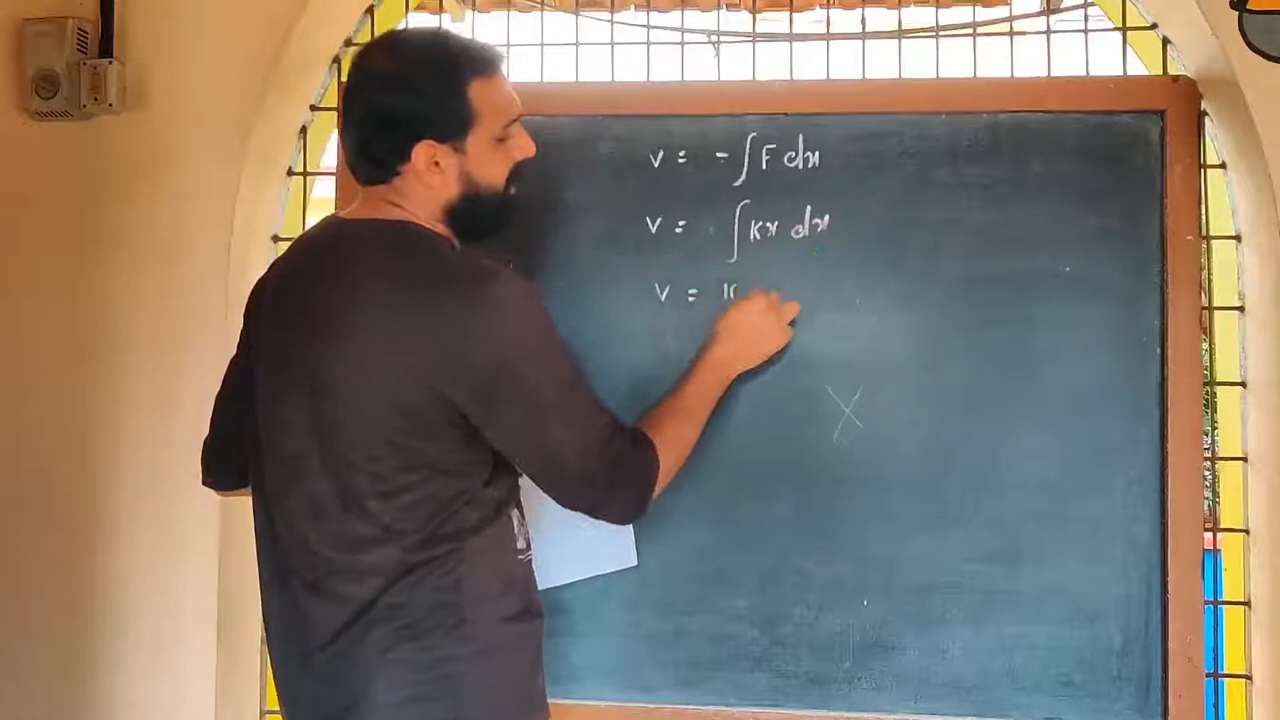 V = - ∫ F dx
V = ∫ Kx dx
V = K